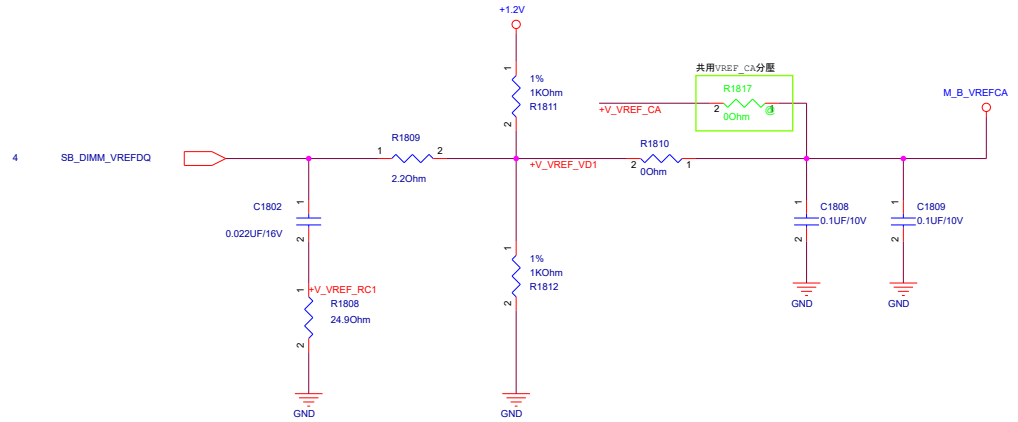 +1.2V
共用VREF_CA分壓
1
1%
1KOhm
R1811
2
R1817
2
@
1
0Ohm
+V_VREF_CA
M_B_VREFCA
4
SB_DIMM_VREFDQ
R1809
1
2
2.2Ohm
+V_VREF_VD1
R1810
2
1
0Ohm
C1802
1
2
0.022UF/16V
1
C1808
0.1UF/10V
2
1
C1809
0.1UF/10V
2
1
1%
1KOhm
R1812
2
1
+V_VREF_RC1
R1808
24.9Ohm
2
GND
GND
GND
GND